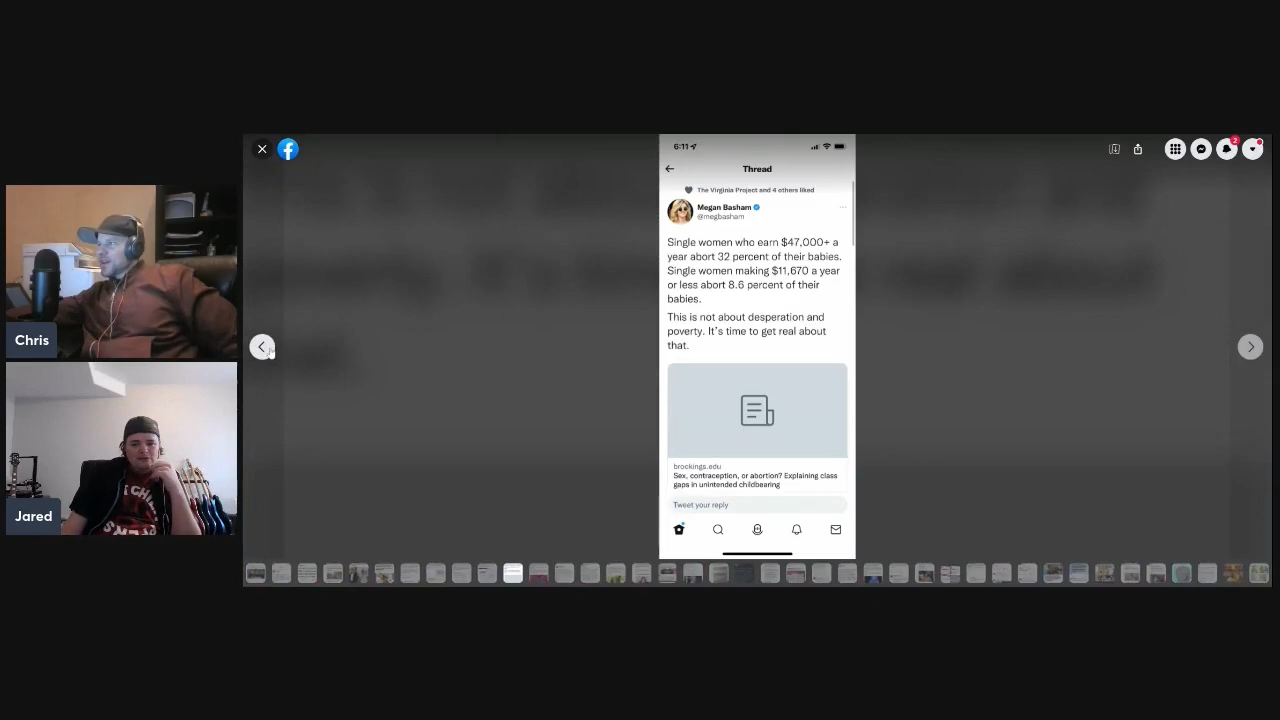 6:11
Thread
The Virginia Project and 4 others liked
Megan Basham
@megbasham
Single women who earn $47,000+ a
year abort 32 percent of their babies.
Single women making $11,670 a year
or less abort 8.6 percent of their
babies.
This is not about desperation and
poverty. It's time to get real about
that.
brockings.edu
Sex, contraception, or abortion? Explaining class
gaps in unintended childbearing
Tweet your reply
2
Chris
Jared